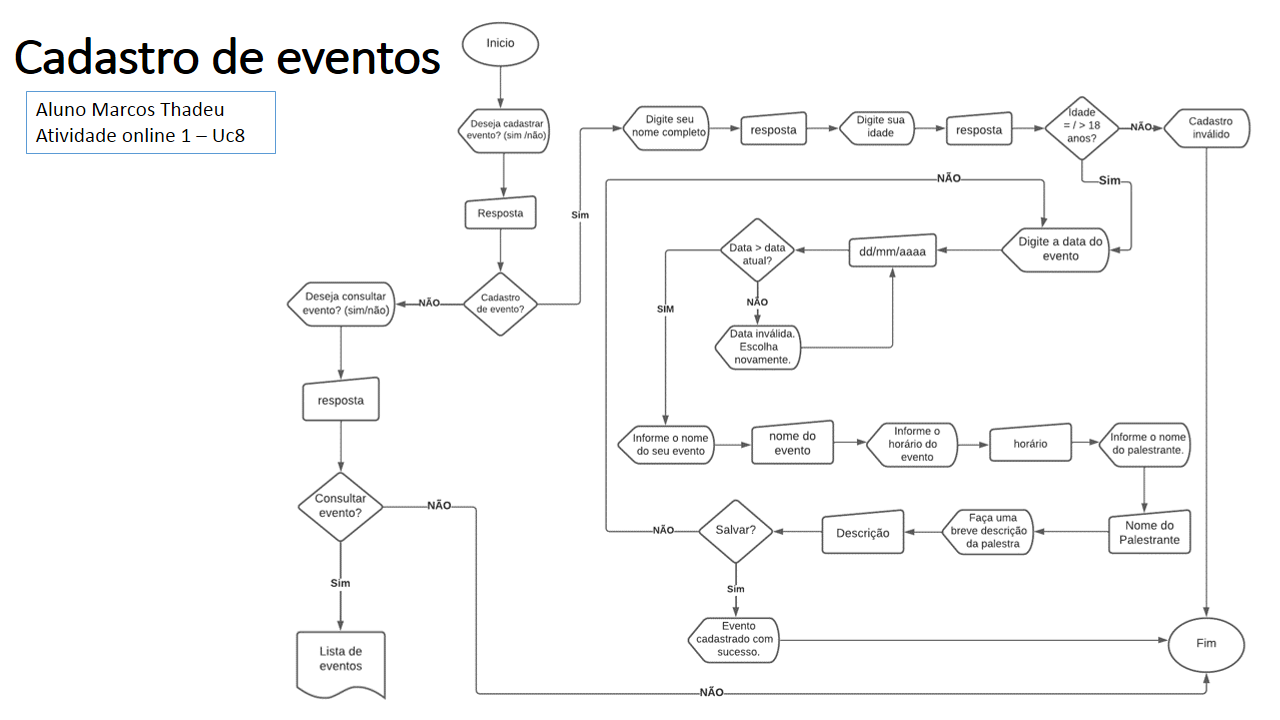 Cadastro de eventos
Aluno Marcos Thadeu
Atividade online 1 – Uc8
Inicio
Deseja cadastrar
evento? (sim /não)
Resposta
Cadastro
de evento?
NÃO
Sim
Deseja consultar
evento? (sim/não)
resposta
Consultar
evento?
NÃO
Sim
Lista de
eventos
Digite seu
nome completo
resposta
Digite sua
idade
resposta
Idade
= / > 18
anos?
NÃO
Cadastro
inválido
Sim
NÃO
Digite a data do
evento
dd/mm/aaaa
Data > data
atual?
NÃO
SIM
Data inválida.
Escolha
novamente.
Informe o nome
do seu evento
nome do
evento
Informe o
horário do
evento
horário
Informe o nome
do palestrante.
Nome do
Palestrante
Faça uma
breve descrição
da palestra
Descrição
Salvar?
NÃO
Sim
Evento
cadastrado com
sucesso.
Fim
NÃO